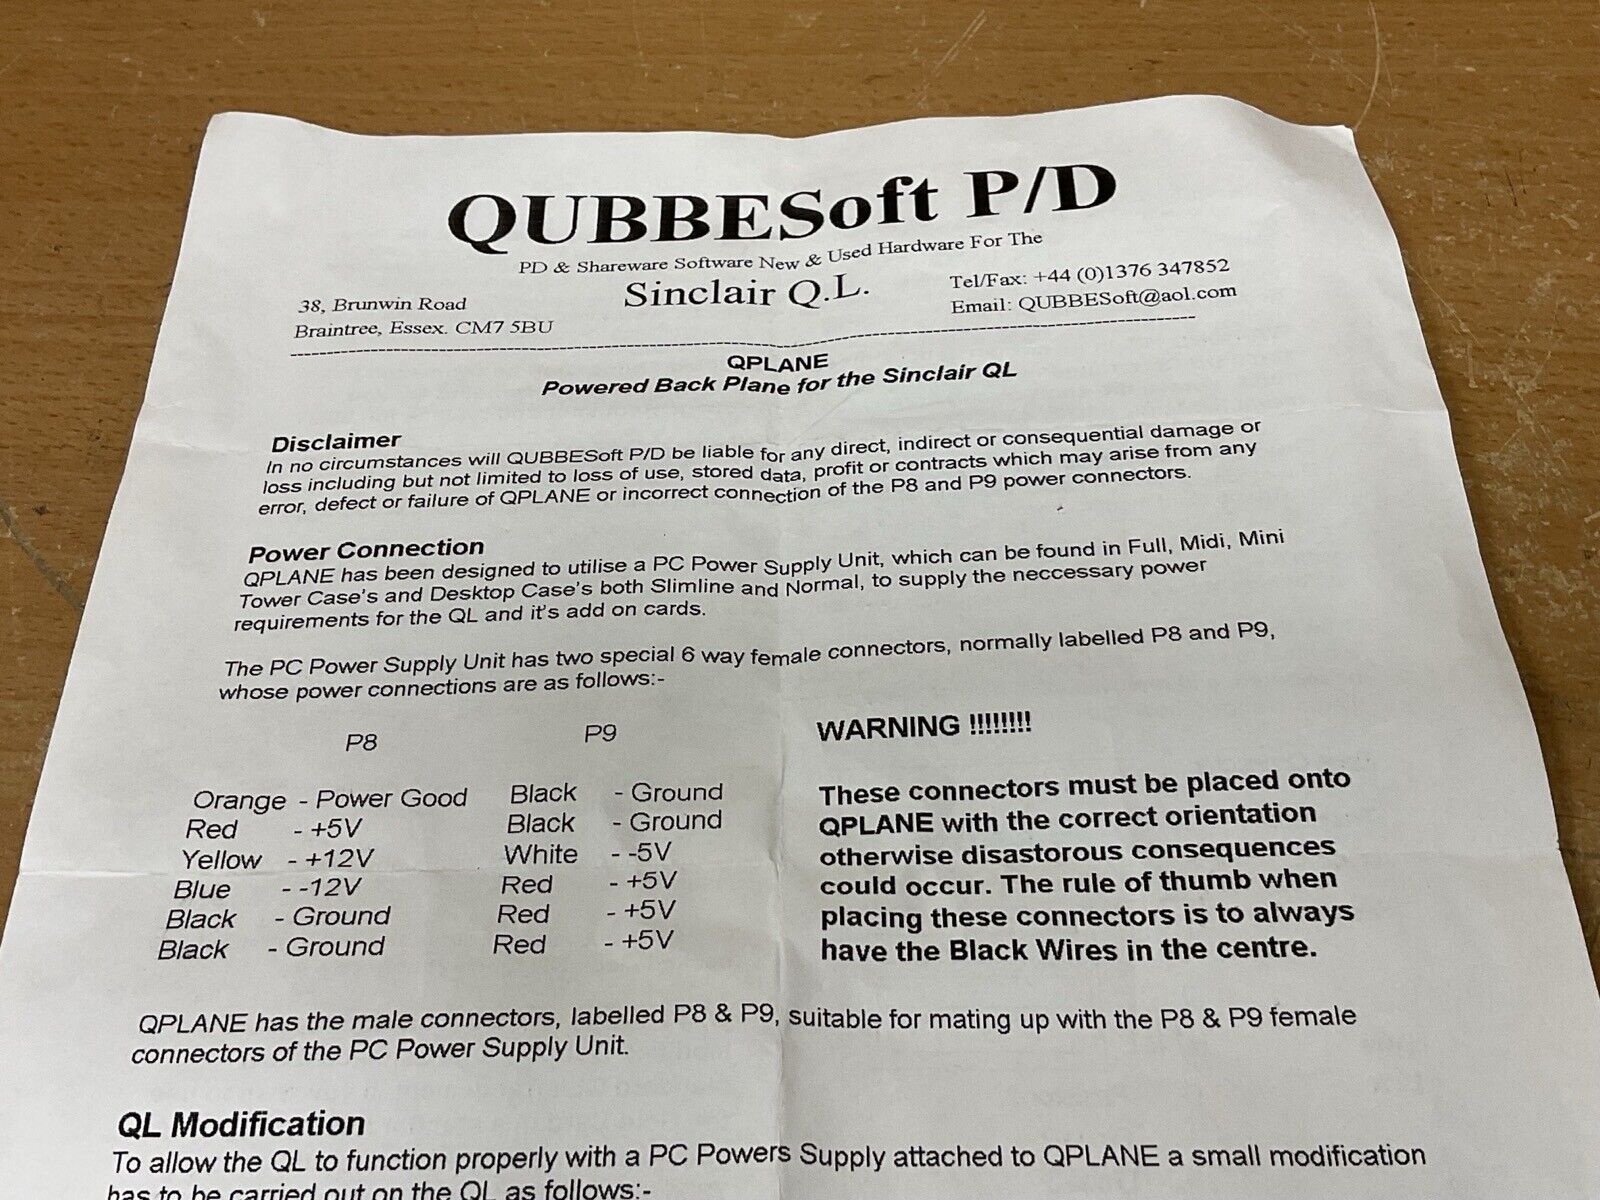 QUBBESoft P/D
PD & Shareware Software New & Used Hardware For The
Sinclair Q.L.
38, Brunwin Road
Braintree, Essex. CM7 5BU
Tel/Fax: +44 (0)1376 347852
Email: QUBBESoft@aol.com
QPLANE
Powered Back Plane for the Sinclair QL
Disclaimer
In no circumstances will QUBBESoft P/D be liable for any direct, indirect or consequential damage or
loss including but not limited to loss of use, stored data, profit or contracts which may arise from any
error, defect or failure of QPLANE or incorrect connection of the P8 and P9 power connectors.
Power Connection
QPLANE has been designed to utilise a PC Power Supply Unit, which can be found in Full, Midi, Mini
Tower Case's and Desktop Case's both Slimline and Normal, to supply the neccessary power
requirements for the QL and it's add on cards.
The PC Power Supply Unit has two special 6 way female connectors, normally labelled P8 and P9,
whose power connections are as follows:-
P8 P9
Orange - Power Good Black - Ground
Red - +5V Black - Ground
Yellow - +12V White - -5V
Blue - -12V Red - +5V
Black - Ground Red - +5V
Black - Ground Red - +5V
WARNING !!!!!!!!
These connectors must be placed onto
QPLANE with the correct orientation
otherwise disastorous consequences
could occur. The rule of thumb when
placing these connectors is to always
have the Black Wires in the centre.
QPLANE has the male connectors, labelled P8 & P9, suitable for mating up with the P8 & P9 female
connectors of the PC Power Supply Unit.
QL Modification
To allow the QL to function properly with a PC Powers Supply attached to QPLANE a small modification
has to be carried out on the QL as follows:-